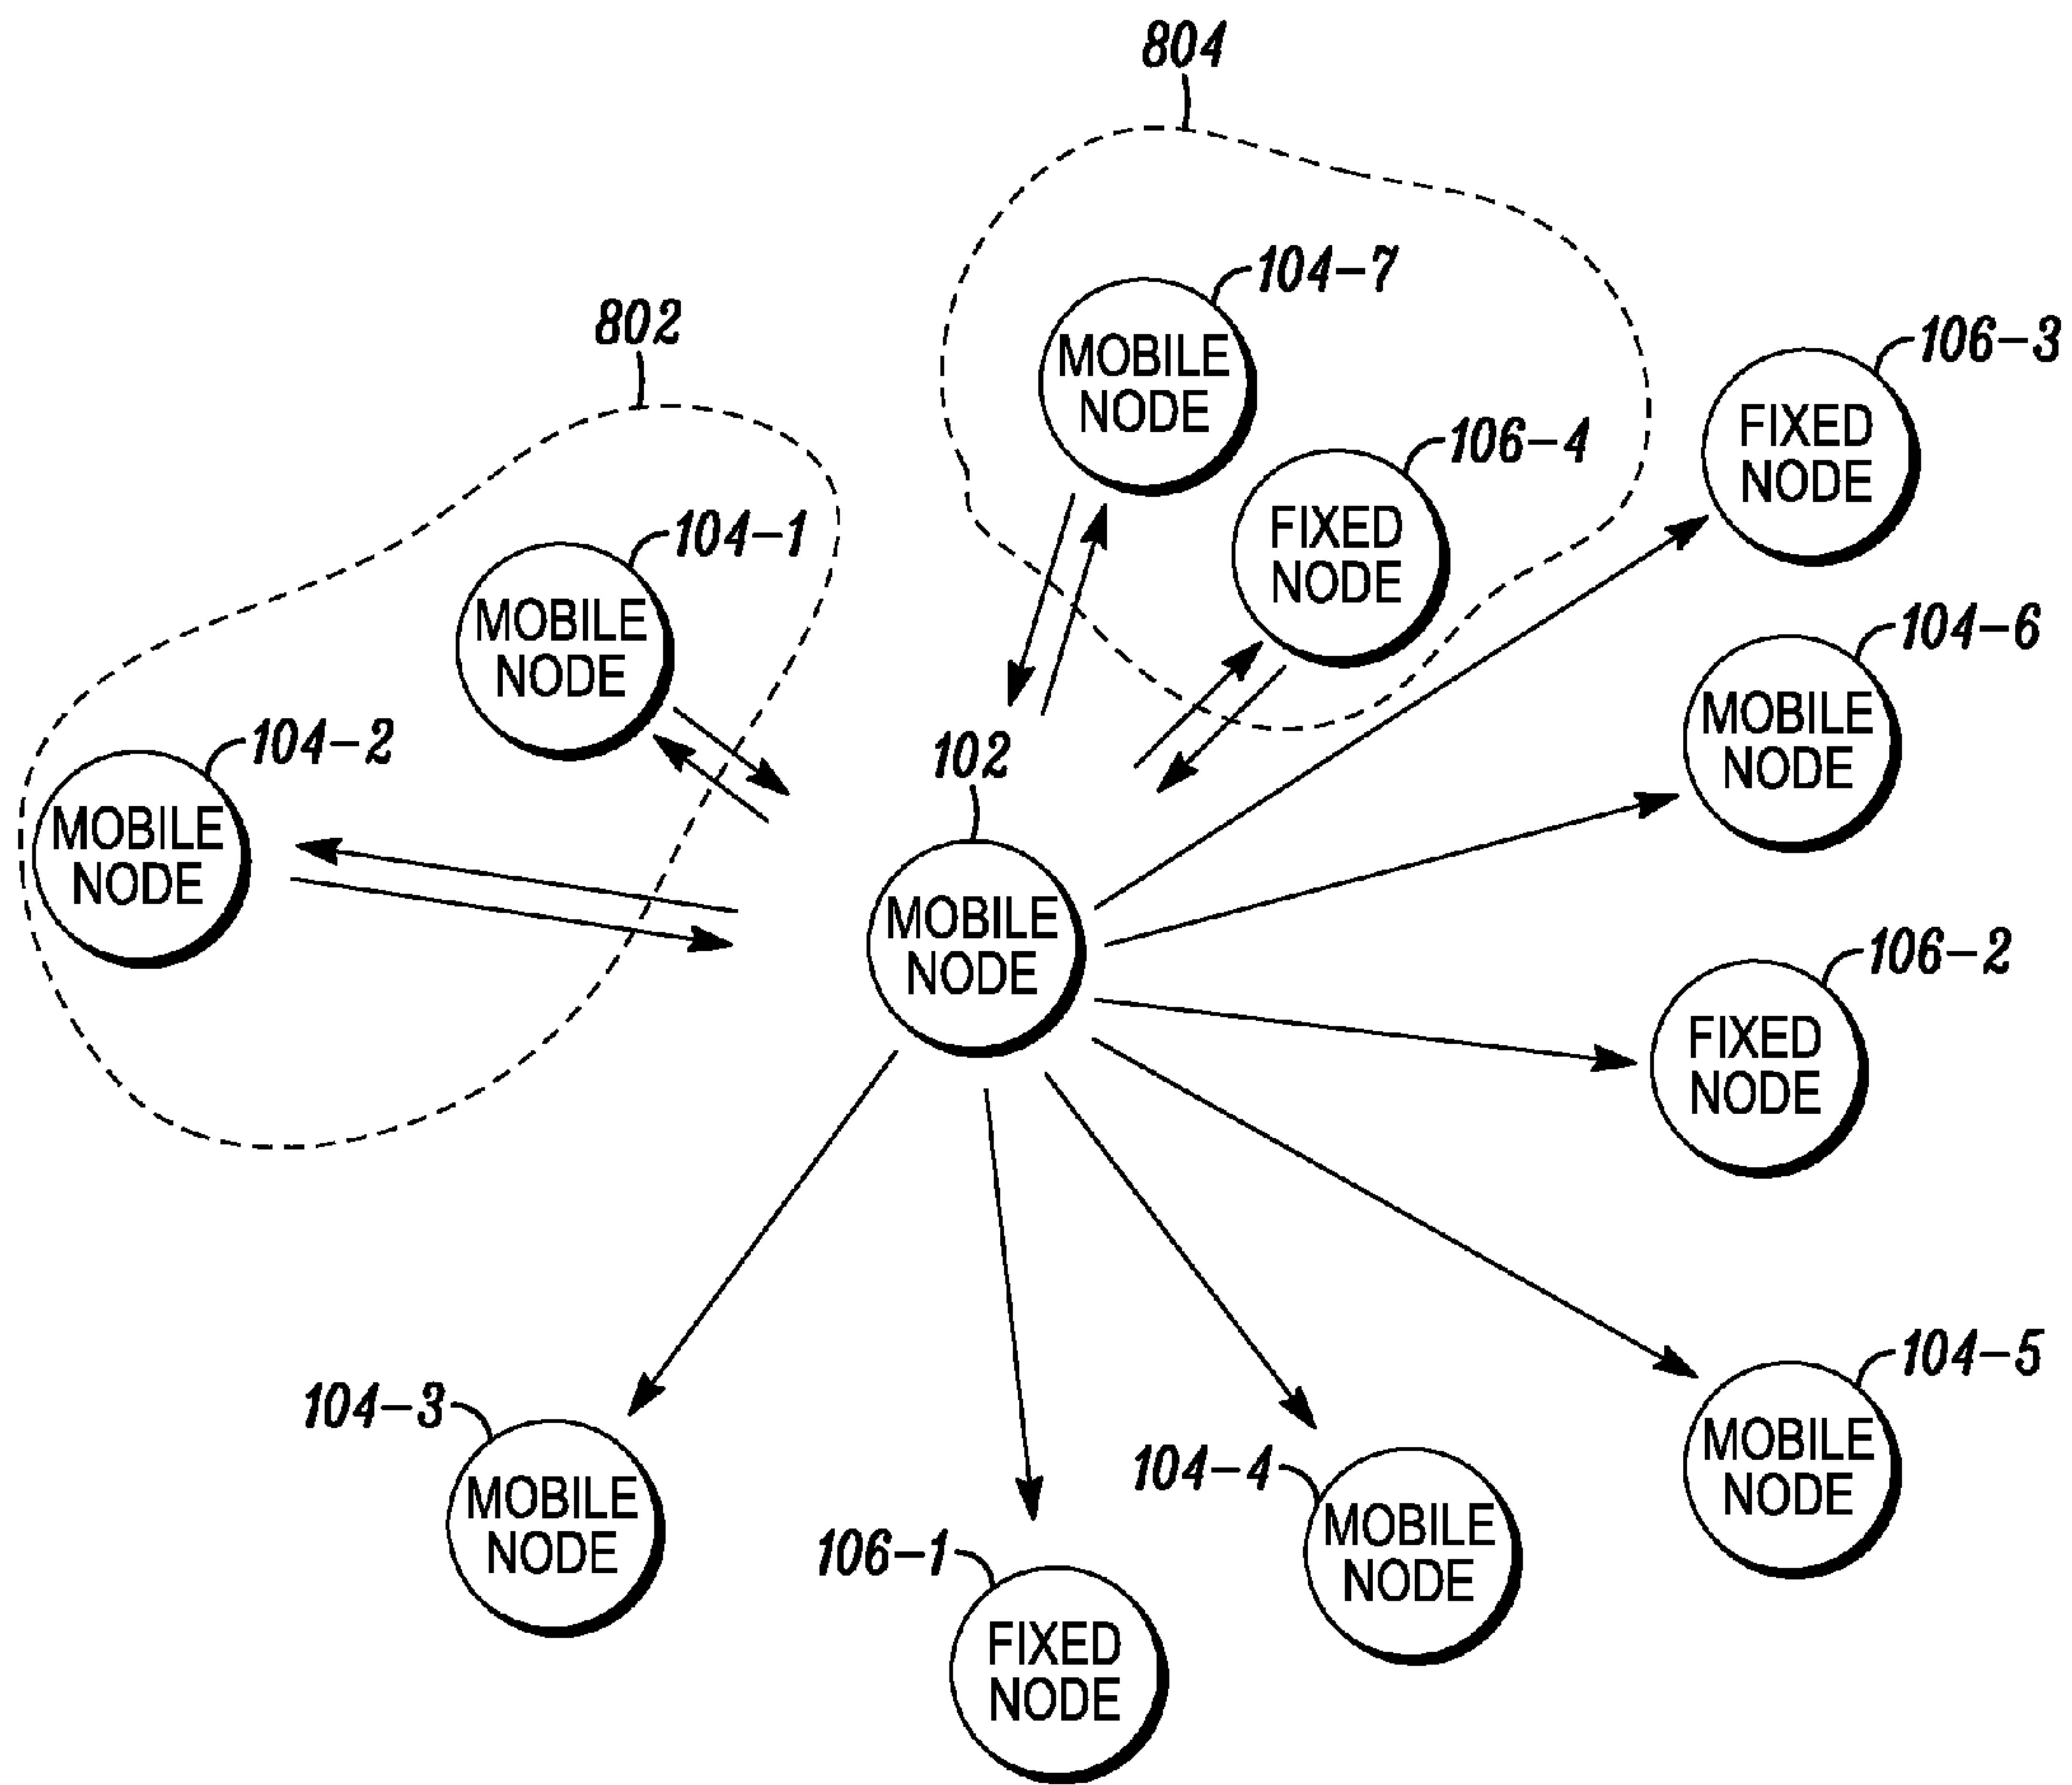 804
104-7
MOBILE
NODE
802
106-3
FIXED
NODE
106-4
FIXED
NODE
104-1
MOBILE
NODE
104-6
MOBILE
NODE
104-2
MOBILE
NODE
102
MOBILE
NODE
106-2
FIXED
NODE
104-5
MOBILE
NODE
104-3
MOBILE
NODE
104-4
MOBILE
NODE
106-1
FIXED
NODE